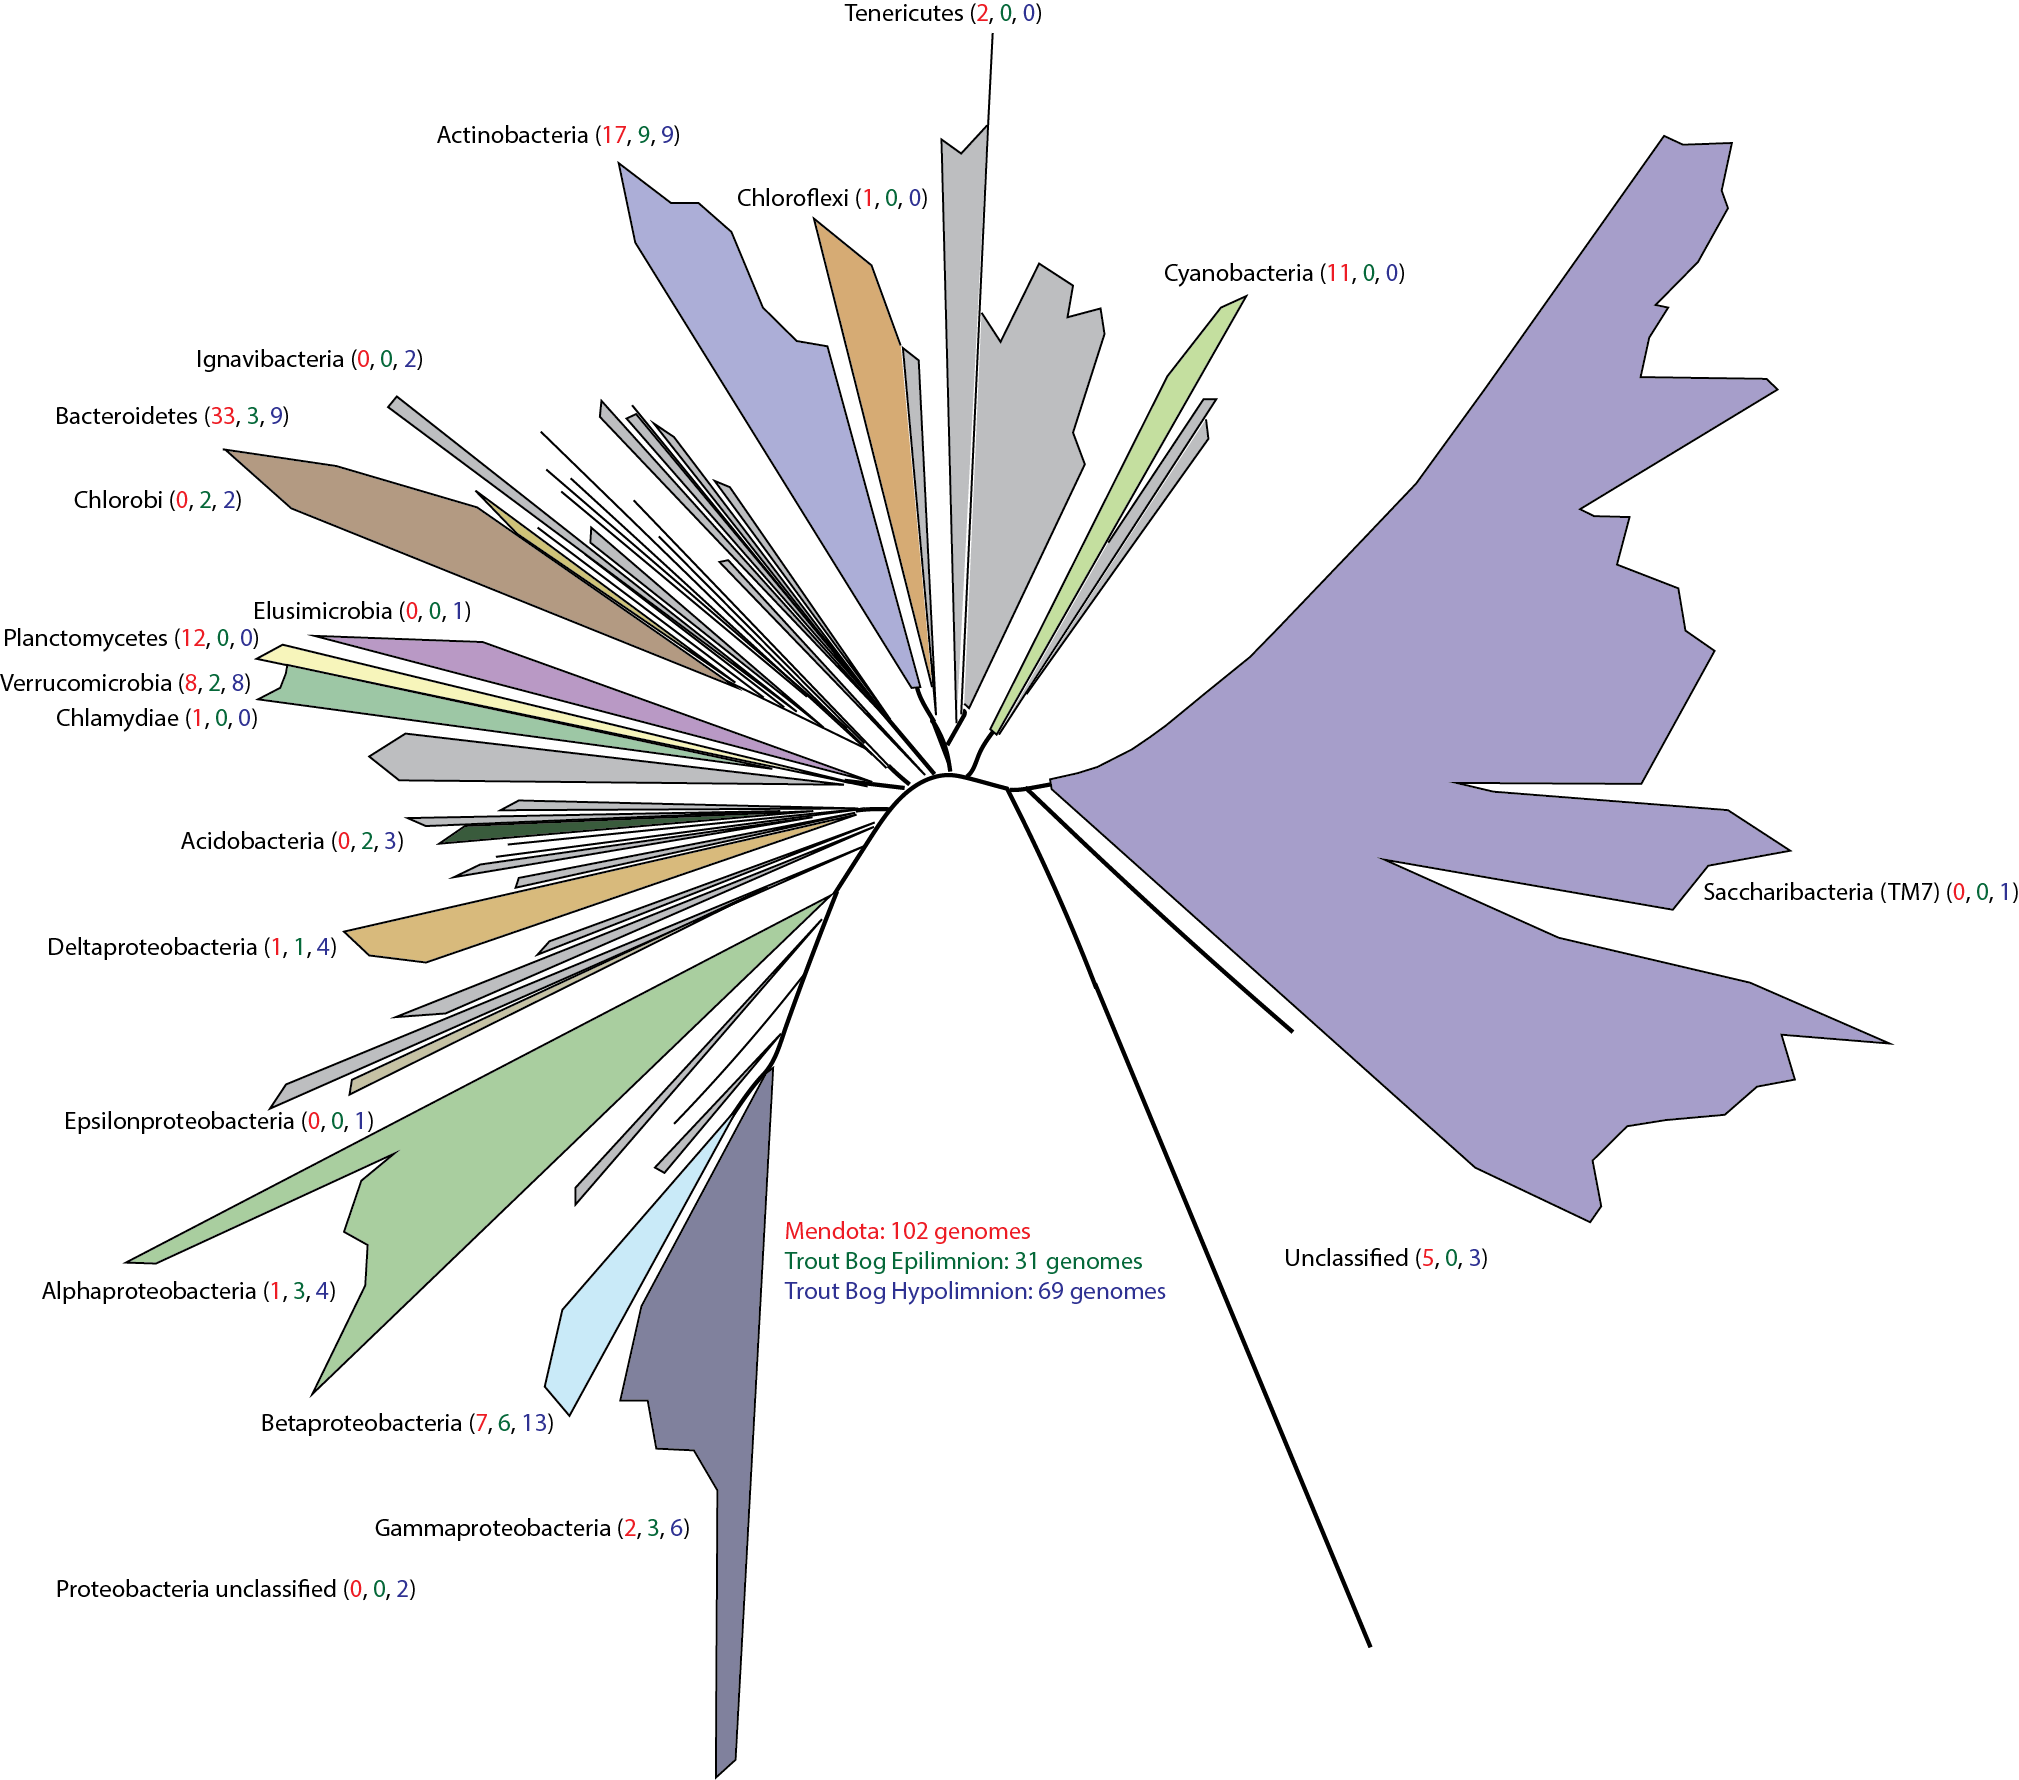 Tenericutes (2, 0, 0)
Actinobacteria (17, 9, 9)
Chloroflexi (1, 0, 0)
Cyanobacteria (11, 0, 0)
Ignavibacteria (0, 0, 2)
Bacteroidetes (33, 3, 9)
Chlorobi (0, 2, 2)
Elusimicrobia (0, 0, 1)
Planctomycetes (12, 0, 0)
Verrucomicrobia (8, 2, 8)
Chlamydiae (1, 0, 0)
Acidobacteria (0, 2, 3)
Saccharibacteria (TM7) (0, 0, 1)
Deltaproteobacteria (1, 1, 4)
Epsilonproteobacteria (0, 0, 1)
Mendota: 102 genomes
Trout Bog Epilimnion: 31 genomes
Trout Bog Hypolimnion: 69 genomes
Unclassified (5, 0, 3)
Alphaproteobacteria (1, 3, 4)
Betaproteobacteria (7, 6, 13)
Gammaproteobacteria (2, 3, 6)
Proteobacteria unclassified (0, 0, 2)